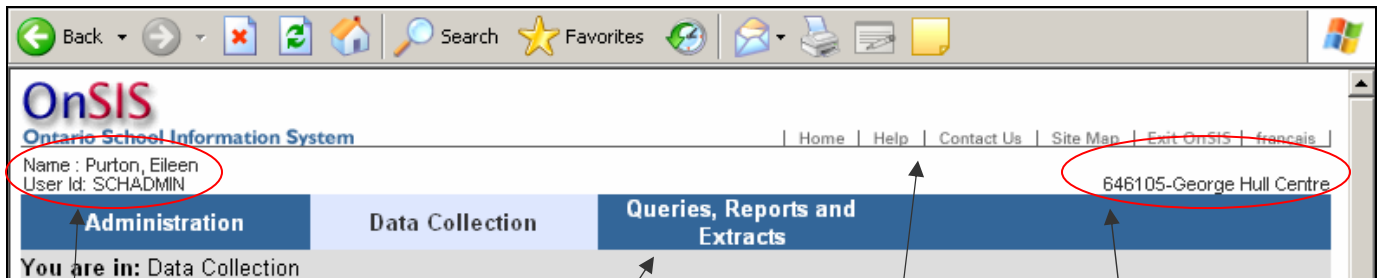 Back Search Favorites
OnSIS
Ontario School Information System
| Home | Help | Contact Us | Site Map | Exit OnSIS | français |
Name : Purton, Eileen
User Id: SCHADMIN
646105-George Hull Centre
Administration Data Collection Queries, Reports and
Extracts
You are in: Data Collection